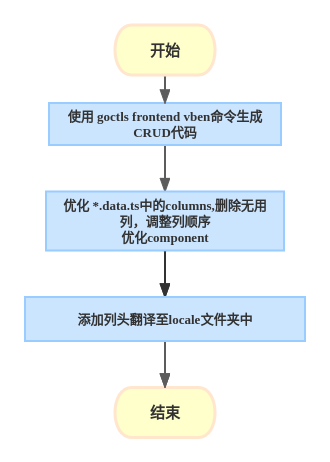 开始
使用 goctls frontend vben命令生成
CRUD代码
优化 *.data.ts中的columns,删除无用
列，调整列顺序
优化component
添加列头翻译至locale文件夹中
结束